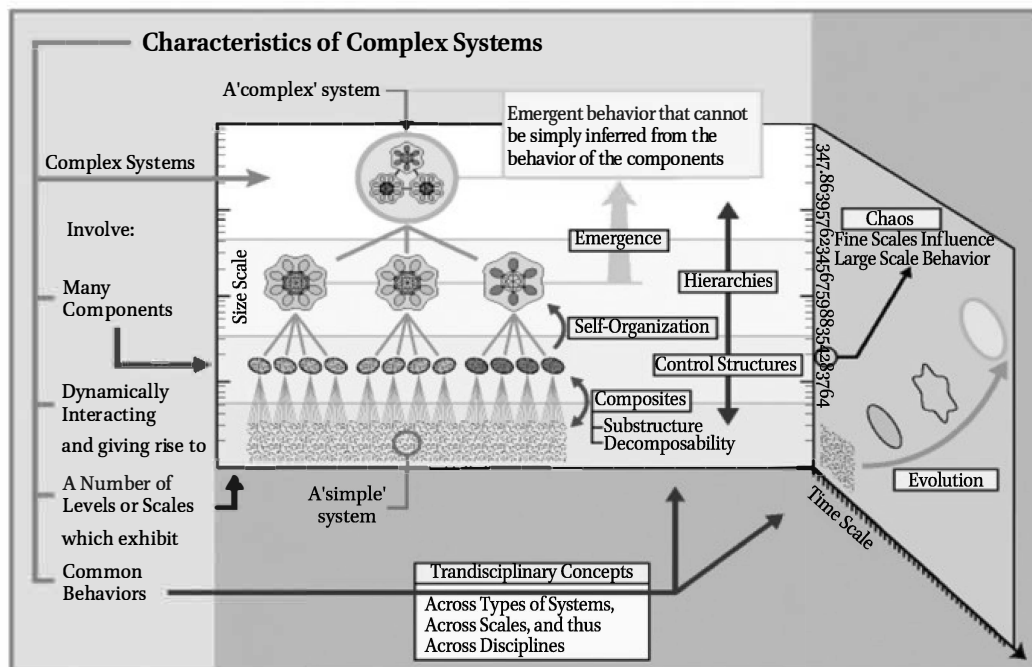 Characteristics of Complex Systems
A'complex' system
Emergent behavior that cannot
be simply inferred from the
behavior of the components
Complex Systems
Involve:
Many
Components
Dynamically
Interacting
and giving rise to
A Number of
Levels or Scales
which exhibit
Common
Behaviors
Size Scale
Emergence
Hierarchies
Self-Organization
Control Structures
Composites
Substructure
Decomposability
A'simple'
system
Chaos
Fine Scales Influence
Large Scale Behavior
Evolution
Time Scale
Trandisciplinary Concepts
Across Types of Systems,
Across Scales, and thus
Across Disciplines